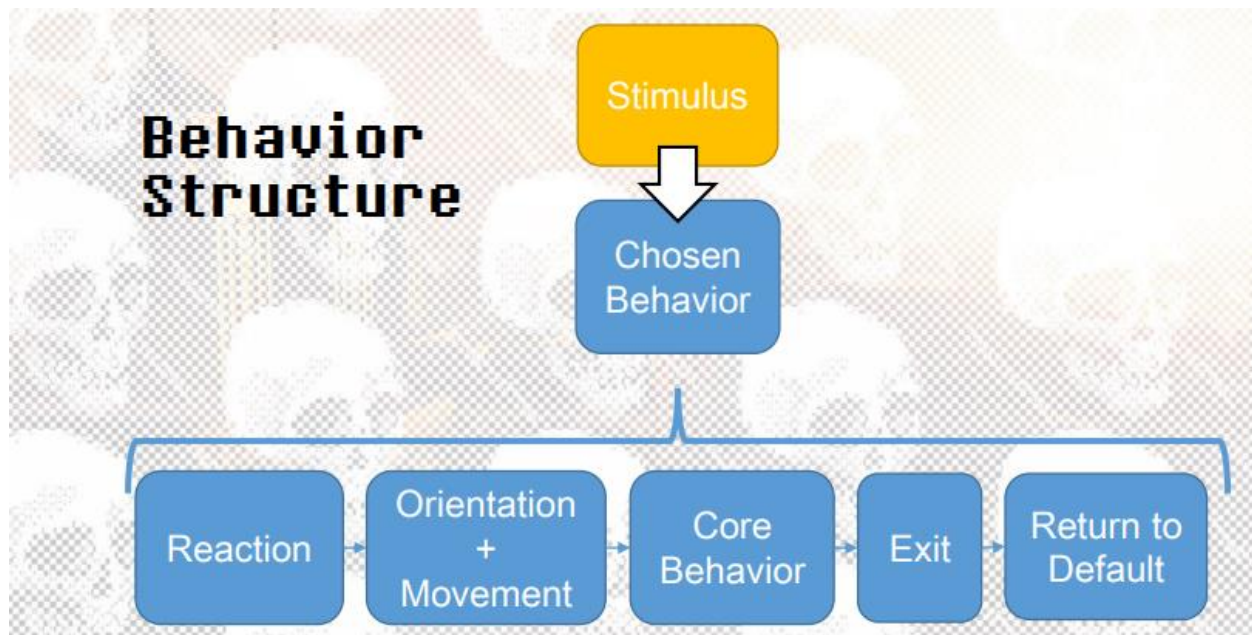 Stimulus
Behavior
Structure
Chosen
Behavior
Reaction
Orientation
+
Movement
Core
Behavior
Exit
Return to
Default